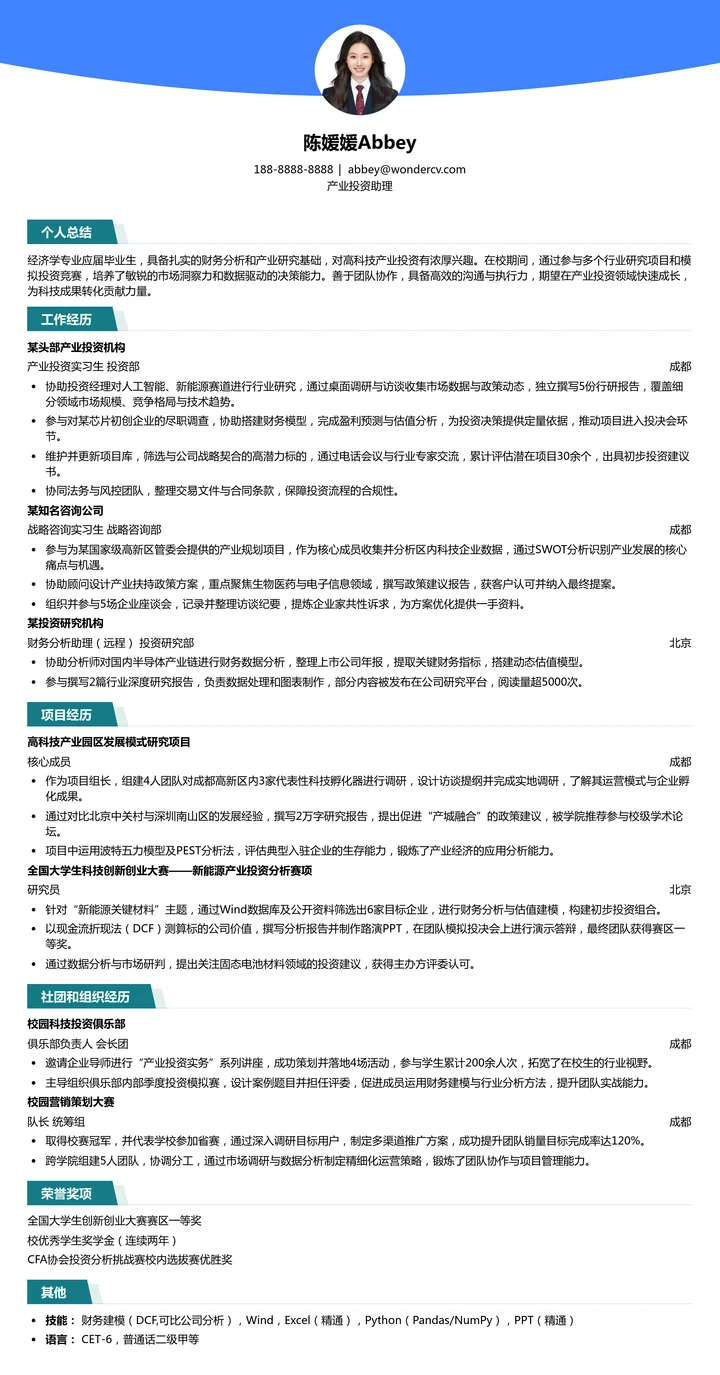 陈媛媛Abbey
188-8888-8888 | abbey@wondercv.com
产业投资助理
个人总结
经济学专业应届毕业生，具备扎实的财务分析和产业研究基础，对高科技产业投资有浓厚兴趣。在校期间，通过参与多个行业研究项目和模
拟投资竞赛，培养了敏锐的市场洞察力和数据驱动的决策能力。善于团队协作，具备高效的沟通与执行力，期望在产业投资领域快速成长，
为科技成果转化贡献力量。
工作经历
某头部产业投资机构
产业投资实习生 投资部 成都
• 协助投资经理对人工智能、新能源赛道进行行业研究，通过桌面调研与访谈收集市场数据与政策动态，独立撰写5份行研报告，覆盖细
分领域市场规模、竞争格局与技术趋势。
• 参与对某芯片初创企业的尽职调查，协助搭建财务模型，完成盈利预测与估值分析，为投资决策提供定量依据，推动项目进入投决会环
节。
• 维护并更新项目库，筛选与公司战略契合的高潜力标的，通过电话会议与行业专家交流，累计评估潜在项目30余个，出具初步投资建议
书。
• 协同法务与风控团队，整理交易文件与合同条款，保障投资流程的合规性。
某知名咨询公司
战略咨询实习生 战略咨询部 成都
• 参与为某国家级高新区管委会提供的产业规划项目，作为核心成员收集并分析区内科技企业数据，通过SWOT分析识别产业发展的核心
痛点与机遇。
• 协助顾问设计产业扶持政策方案，重点聚焦生物医药与电子信息领域，撰写政策建议报告，获客户认可并纳入最终提案。
• 组织并参与5场企业座谈会，记录并整理访谈纪要，提炼企业家共性诉求，为方案优化提供一手资料。
某投资研究机构
财务分析助理（远程） 投资研究部 北京
• 协助分析师对国内半导体产业链进行财务数据分析，整理上市公司年报，提取关键财务指标，搭建动态估值模型。
• 参与撰写2篇行业深度研究报告，负责数据处理和图表制作，部分内容被发布在公司研究平台，阅读量超5000次。
项目经历
高科技产业园区发展模式研究项目
核心成员 成都
• 作为项目组长，组建4人团队对成都高新区内3家代表性科技孵化器进行调研，设计访谈提纲并完成实地调研，了解其运营模式与企业孵
化成果。
• 通过对比北京中关村与深圳南山区的发展经验，撰写2万字研究报告，提出促进“产城融合”的政策建议，被学院推荐参与校级学术论
坛。
• 项目中运用波特五力模型及PEST分析法，评估典型入驻企业的生存能力，锻炼了产业经济的应用分析能力。
全国大学生科技创新创业大赛——新能源产业投资分析赛项
研究员 北京
• 针对“新能源关键材料”主题，通过Wind数据库及公开资料筛选出6家目标企业，进行财务分析与估值建模，构建初步投资组合。
• 以现金流折现法（DCF）测算标的公司价值，撰写分析报告并制作路演PPT，在团队模拟投决会上进行演示答辩，最终团队获得赛区一
等奖。
• 通过数据分析与市场研判，提出关注固态电池材料领域的投资建议，获得主办方评委认可。
社团和组织经历
校园科技投资俱乐部
俱乐部负责人 会长团 成都
• 邀请企业导师进行“产业投资实务”系列讲座，成功策划并落地4场活动，参与学生累计200余人次，拓宽了在校生的行业视野。
• 主导组织俱乐部内部季度投资模拟赛，设计案例题目并担任评委，促进成员运用财务建模与行业分析方法，提升团队实战能力。
校园营销策划大赛
队长 统筹组 成都
• 取得校赛冠军，并代表学校参加省赛，通过深入调研目标用户，制定多渠道推广方案，成功提升团队销量目标完成率达120%。
• 跨学院组建5人团队，协调分工，通过市场调研与数据分析制定精细化运营策略，锻炼了团队协作与项目管理能力。
荣誉奖项
全国大学生创新创业大赛赛区一等奖
校优秀学生奖学金（连续两年）
CFA协会投资分析挑战赛校内选拔赛优胜奖
其他
• 技能： 财务建模（DCF,可比公司分析），Wind，Excel（精通），Python（Pandas/NumPy），PPT（精通）
• 语言： CET-6，普通话二级甲等